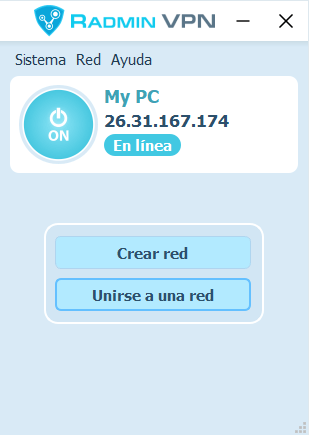 RADMIN VPN
Sistema Red Ayuda
My PC
26.31.167.174
ON
En línea
Crear red
Unirse a una red